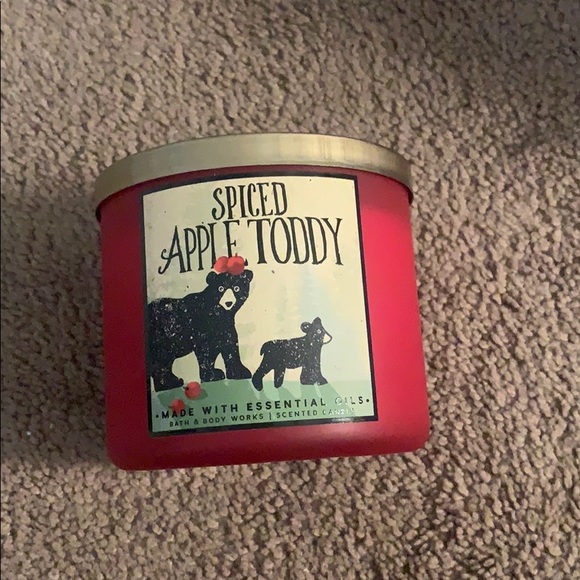 SPICED
APPLE TODDY
•MADE WITH ESSENTIAL OILS•
BATH & BODY WORKS | SCENTED CANDLE